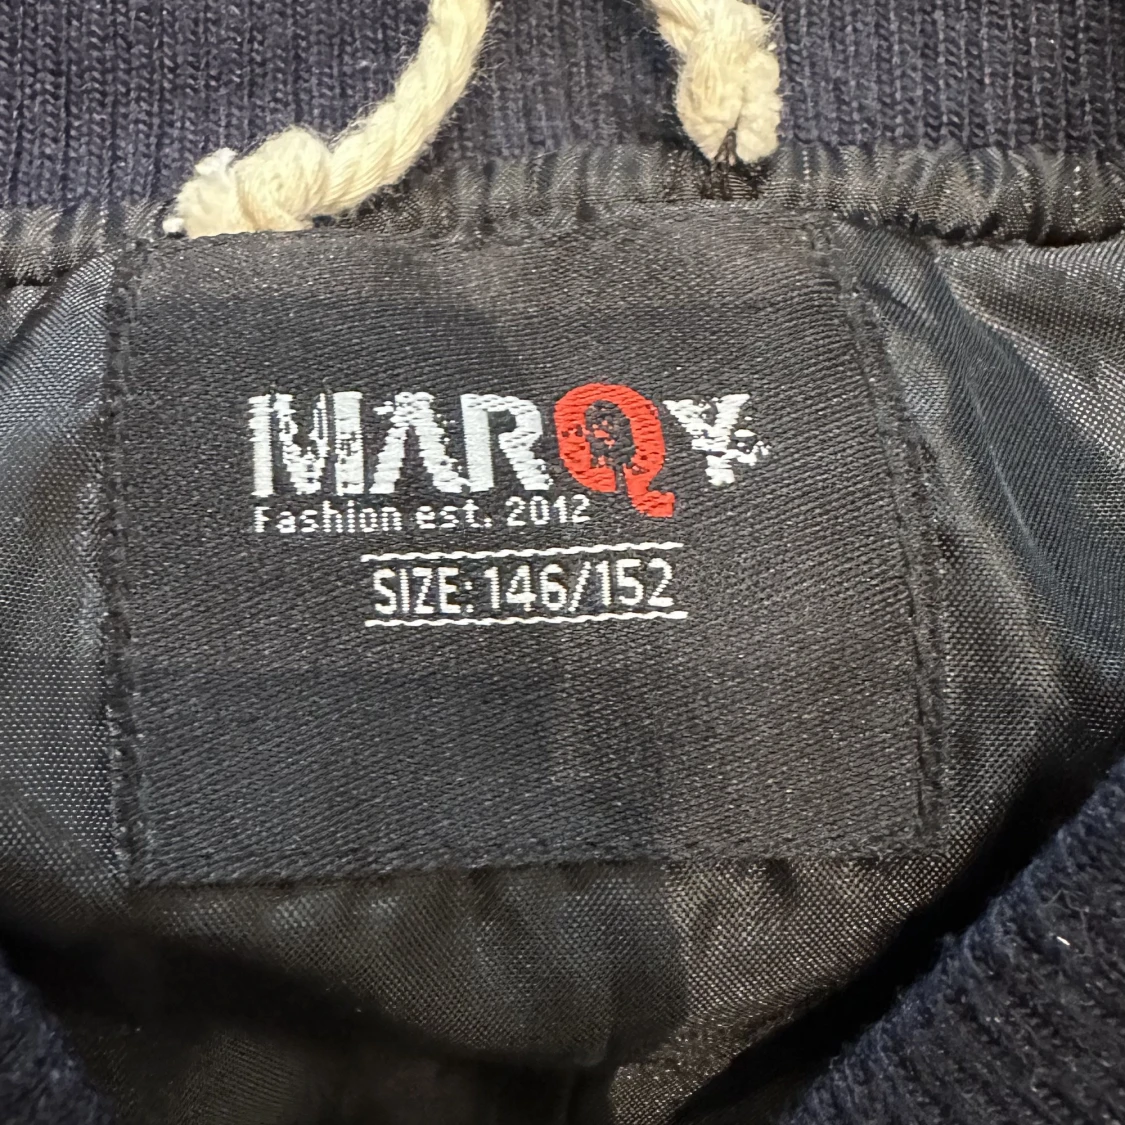 MARQY
Fashion est. 2012
SIZE: 146/152